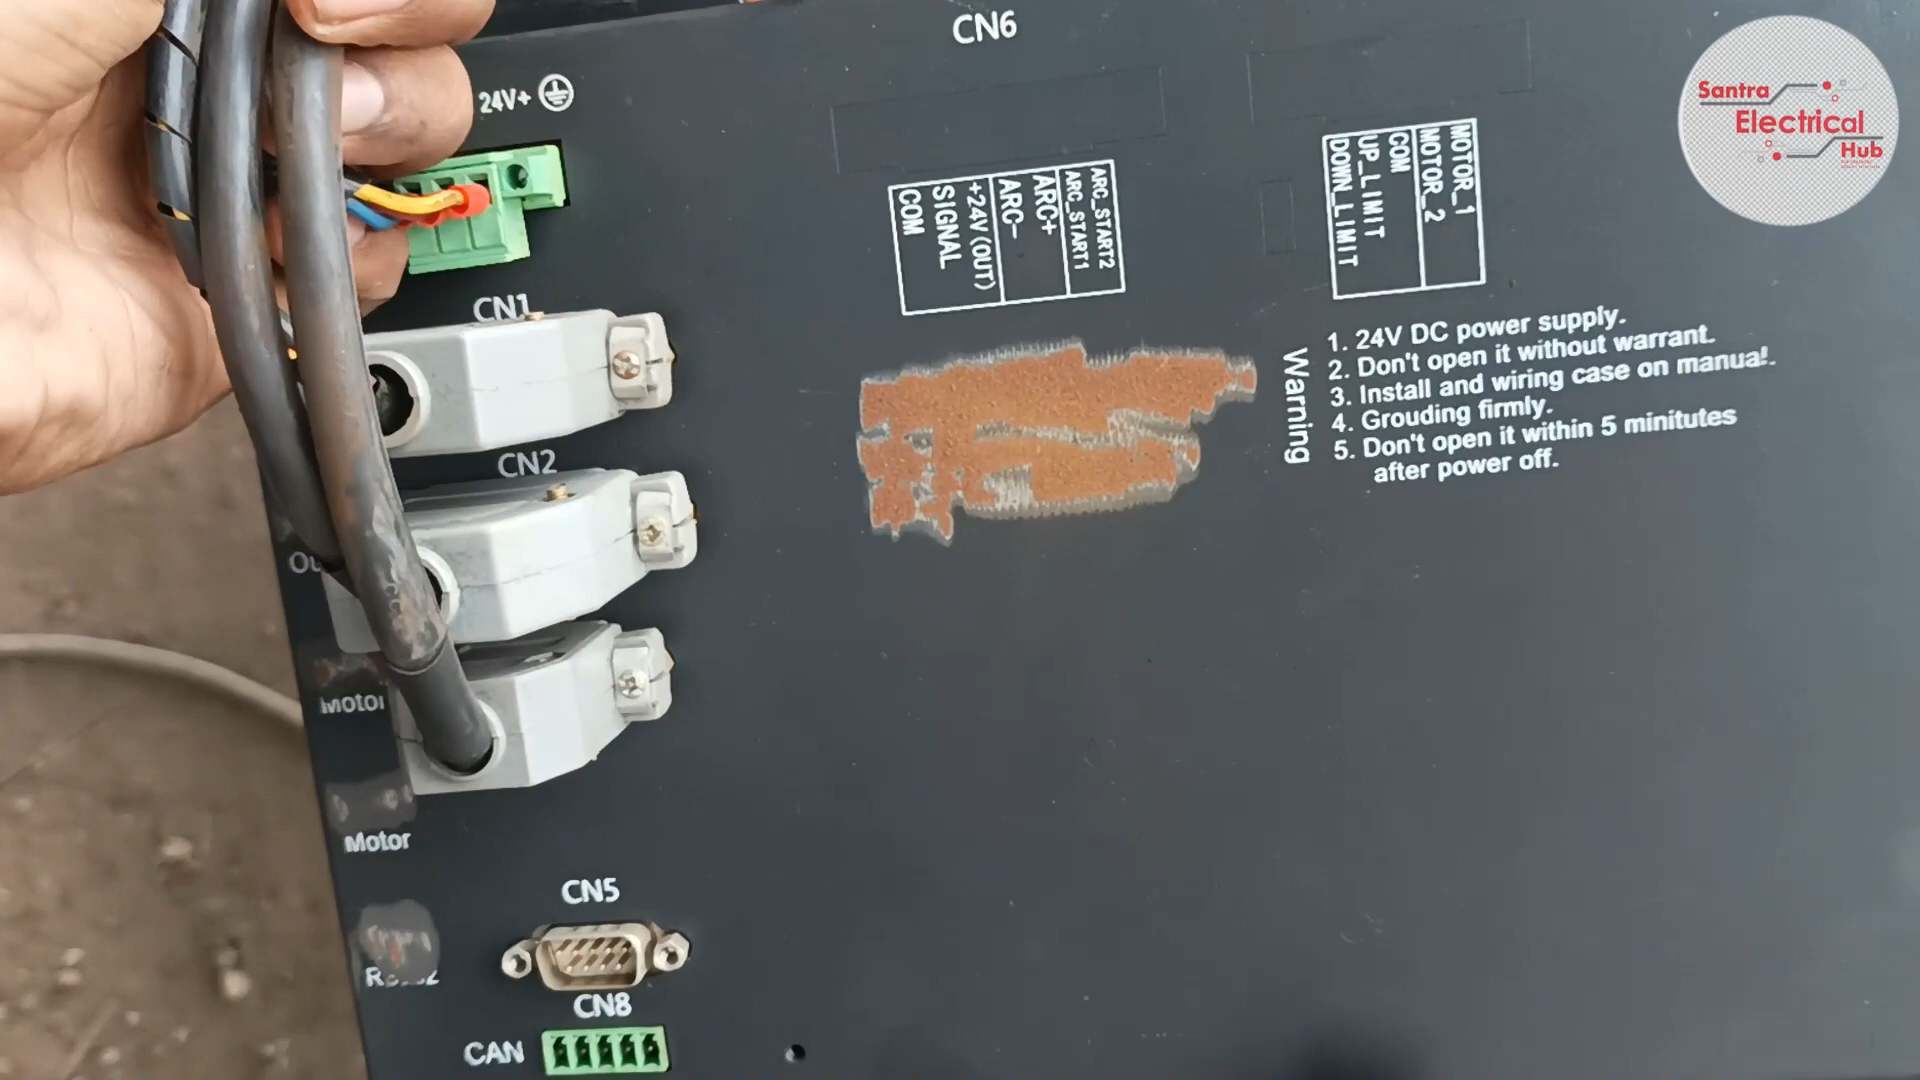 CN6
24V+
CN1
CN2
Motor
Motor
CN5
CN8
CAN
ARC_START2
ARC_START1
ARC+
ARC-
+24V(OUT)
SIGNAL
COM
MOTOR_1
MOTOR_2
COM
UP_LIMIT
DOWN_LIMIT
Warning
1. 24V DC power supply.
2. Don't open it without warrant.
3. Install and wiring case on manual.
4. Grouding firmly.
5. Don't open it within 5 minitutes
after power off.
Santra
Electrical
Hub